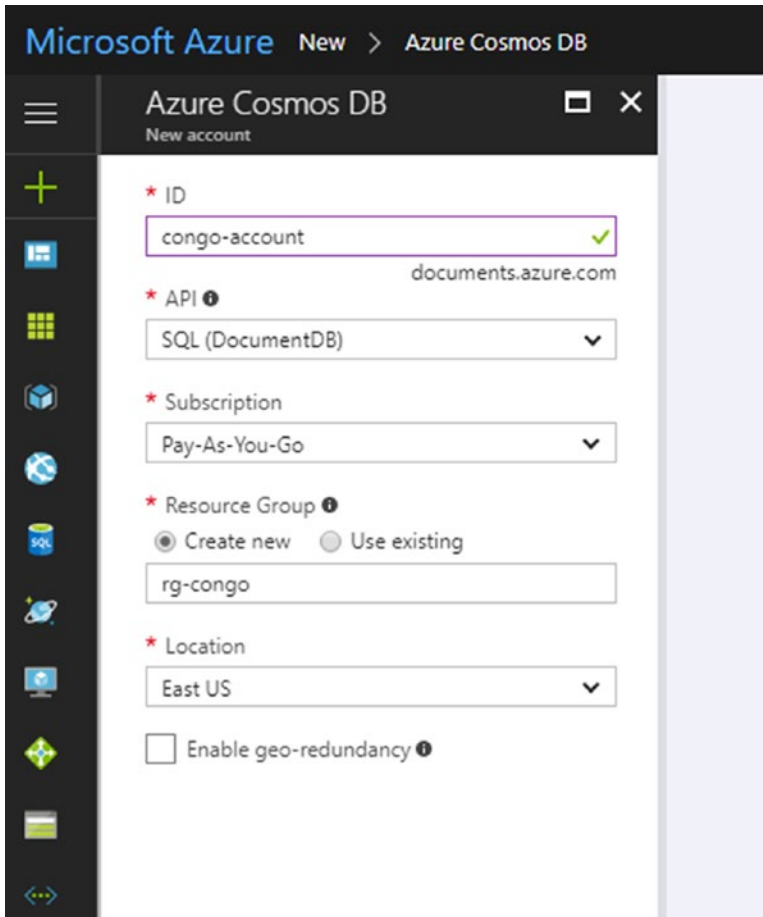 Microsoft Azure New > Azure Cosmos DB
Azure Cosmos DB
New account
* ID
congo-account
documents.azure.com
* API
SQL (DocumentDB)
* Subscription
Pay-As-You-Go
* Resource Group
Create new Use existing
rg-congo
* Location
East US
Enable geo-redundancy
SQL